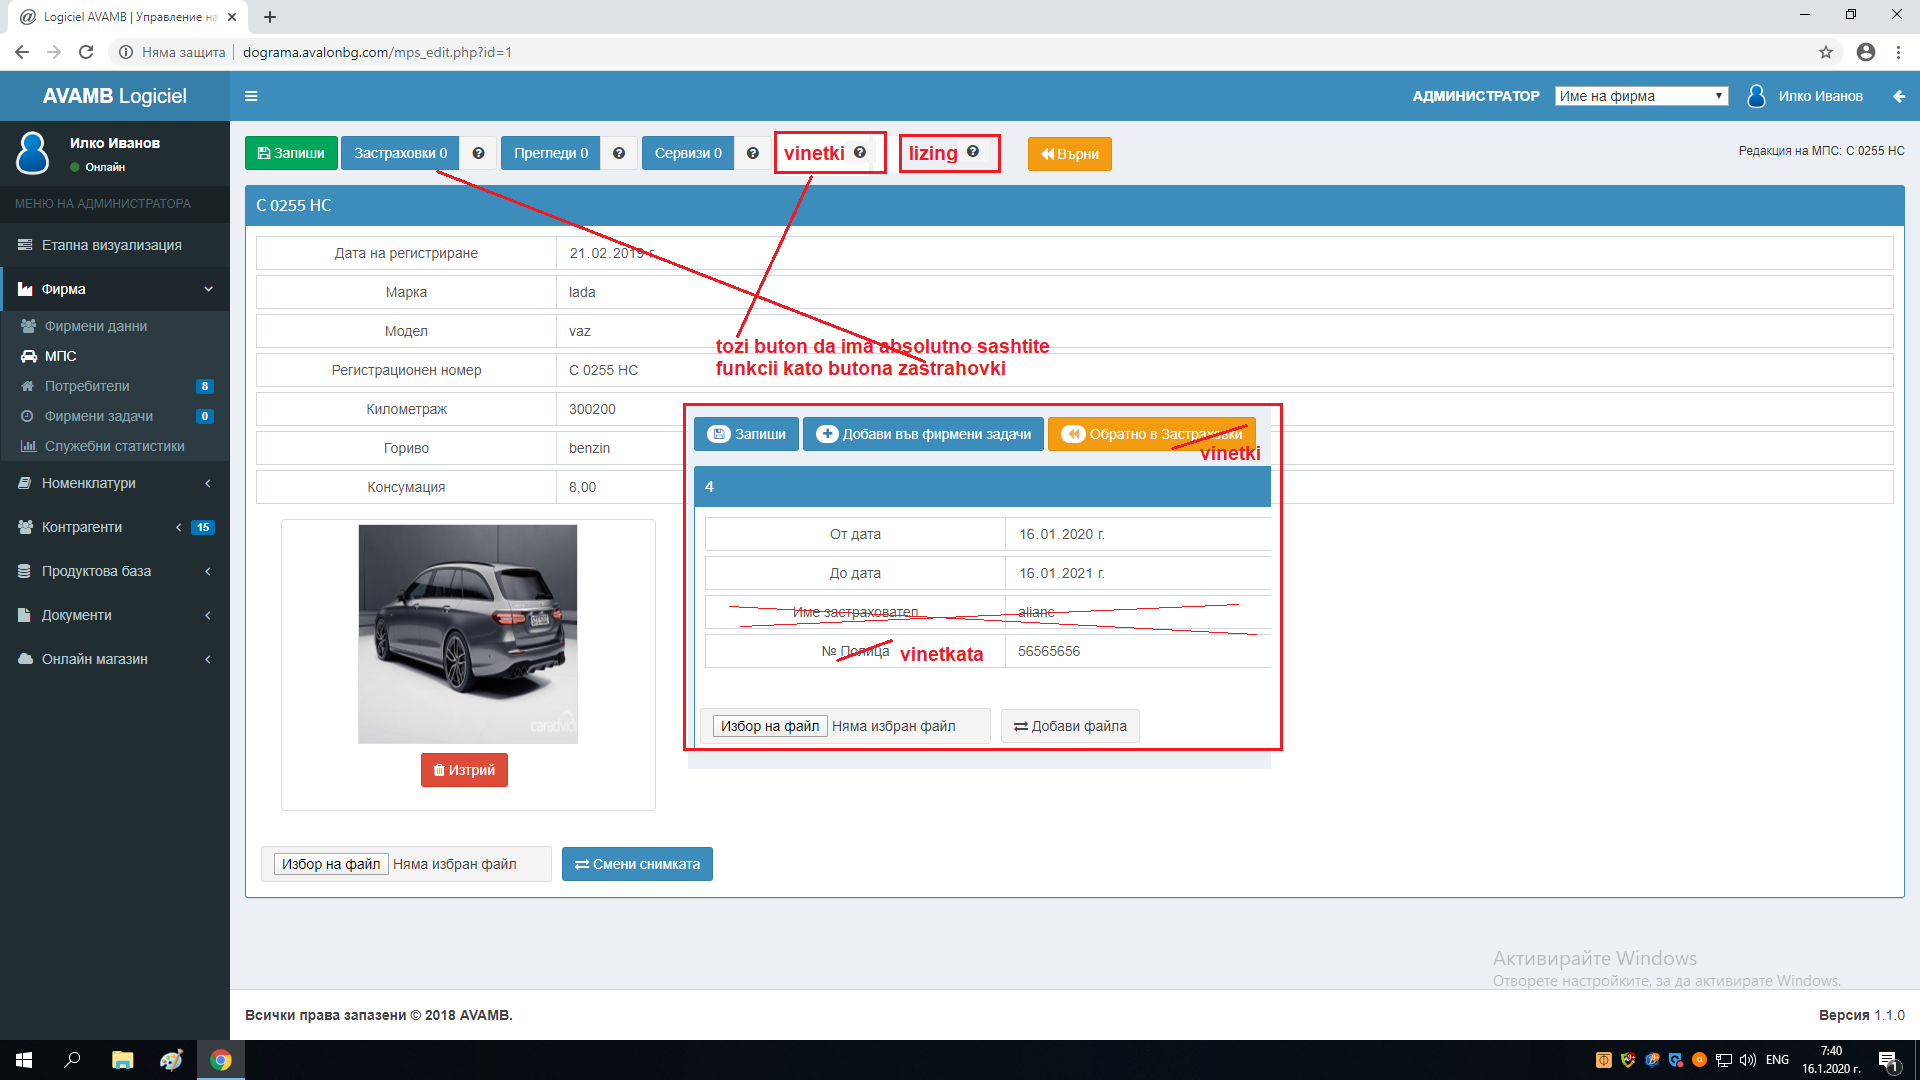 Logiciel AVAMB | Управление на
Няма защита | dograma.avalonbg.com/mps_edit.php?id=1
AVAMB Logiciel
АДМИНИСТРАТОР Име на фирма Илко Иванов
Илко Иванов
Онлайн
Запиши Застраховки 0 Прегледи 0 Сервизи 0 vinetki lizing Върни
Редакция на МПС: С 0255 НС
МЕНЮ НА АДМИНИСТРАТОРА
Етапна визуализация
Фирма
Фирмени данни
МПС
Потребители 8
Фирмени задачи 0
Служебни статистики
Номенклатури
Контрагенти 15
Продуктова база
Документи
Онлайн магазин
С 0255 НС
Дата на регистриране 21.02.2019 г.
Марка lada
Модел vaz
Регистрационен номер С 0255 НС
Километраж 300200
Гориво benzin
Консумация 8,00
tozi buton da ima absolutno sashtite
funkcii kato butona zastrahovki
Запиши Добави във фирмени задачи Обратно в Застраховки
vinetki
4
От дата 16.01.2020 г.
До дата 16.01.2021 г.
Име застраховател alianc
№ Полица vinetkata 56565656
Избор на файл Няма избран файл Добави файла
caradvice
Изтрий
Избор на файл Няма избран файл Смени снимката
Активирайте Windows
Отворете настройките, за да активирате Windows.
Всички права запазени © 2018 AVAMB.
Версия 1.1.0
ENG
7:40
16.1.2020 г.
1